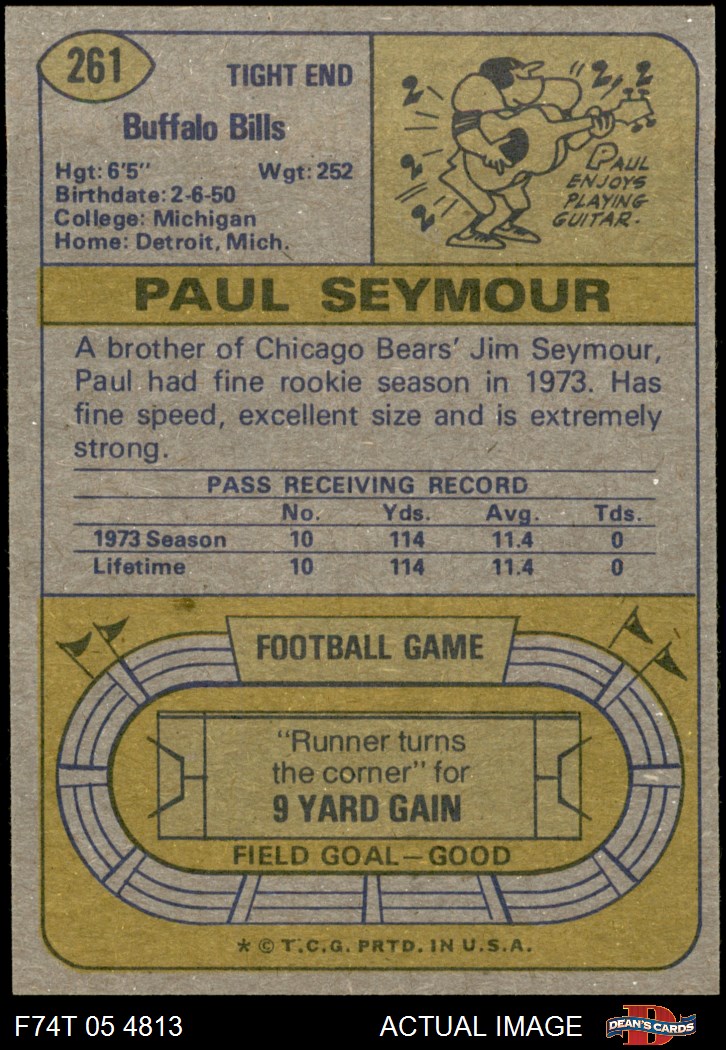 261
TIGHT END
Buffalo Bills
Hgt: 6'5" Wgt: 252
Birthdate: 2-6-50
College: Michigan
Home: Detroit, Mich.
PAUL
ENJOYS
PLAYING
GUITAR.
PAUL SEYMOUR
A brother of Chicago Bears' Jim Seymour,
Paul had fine rookie season in 1973. Has
fine speed, excellent size and is extremely
strong.
PASS RECEIVING RECORD
No. Yds. Avg. Tds.
1973 Season 10 114 11.4 0
Lifetime 10 114 11.4 0
FOOTBALL GAME
"Runner turns
the corner" for
9 YARD GAIN
FIELD GOAL—GOOD
* © T.C.G. PRTD. IN U.S.A.
F74T 05 4813 ACTUAL IMAGE
D
DEAN'S CARDS